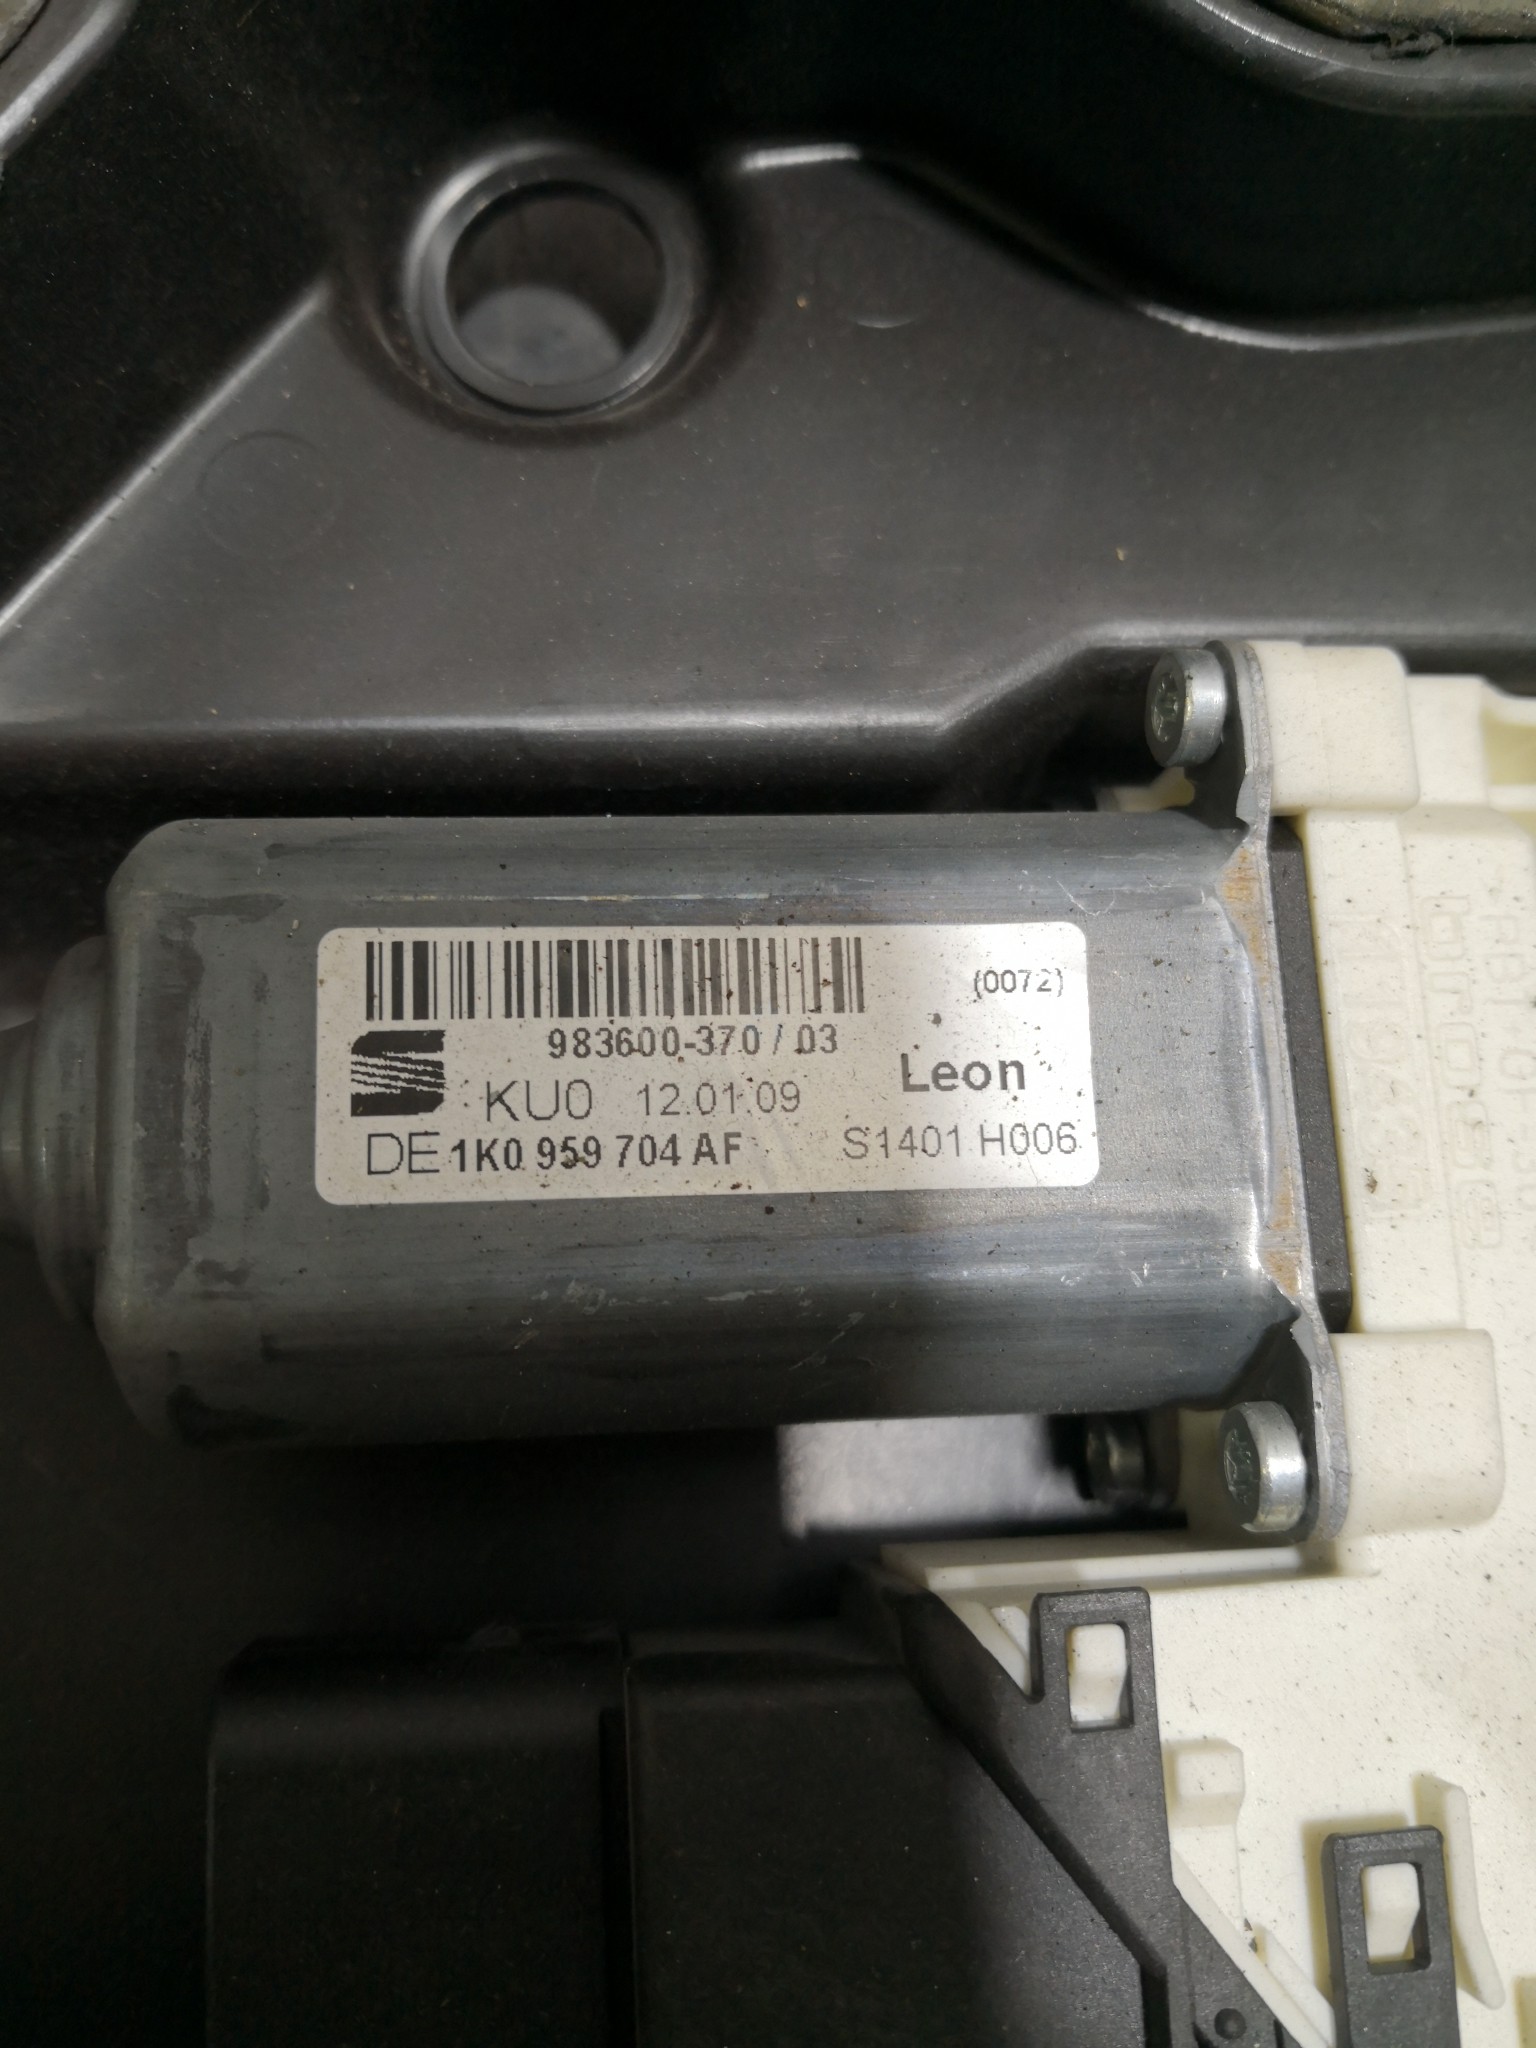 (0072)
983600-370 / 03
Leon
KU0 12.01.09
DE 1K0 959 704 AF S1401 H006